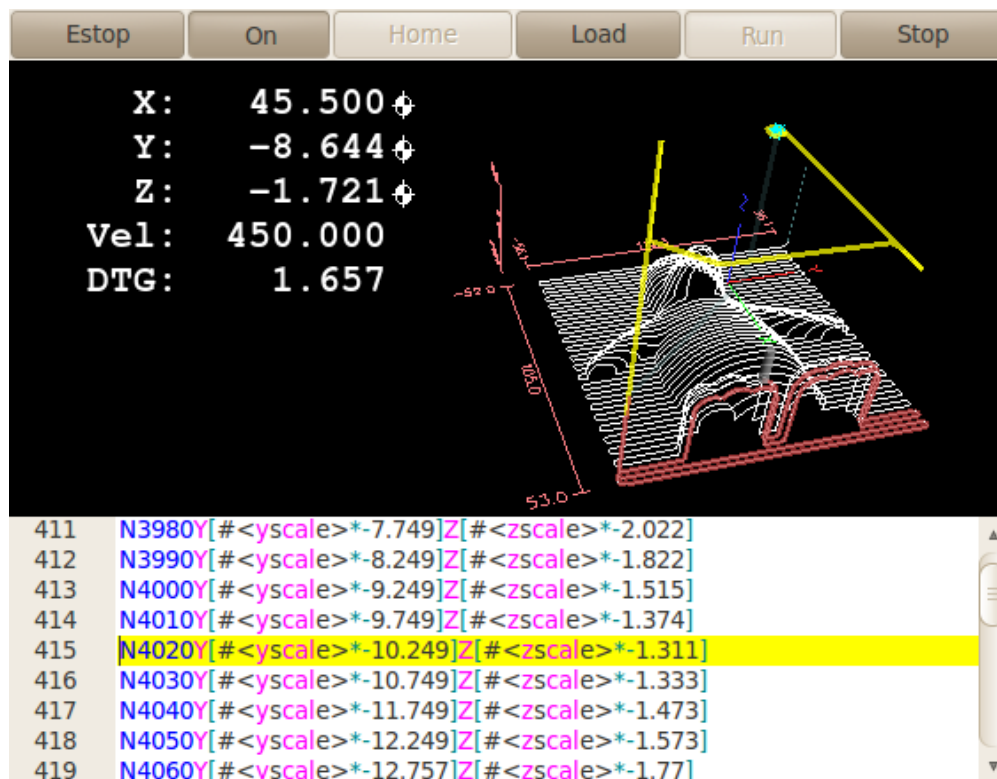 Estop On Home Load Run Stop
X: 45.500
Y: -8.644
Z: -1.721
Vel: 450.000
DTG: 1.657
-52.0
105.0
53.0
411 N3980Y[#<yscale>*-7.749]Z[#<zscale>*-2.022]
412 N3990Y[#<yscale>*-8.249]Z[#<zscale>*-1.822]
413 N4000Y[#<yscale>*-9.249]Z[#<zscale>*-1.515]
414 N4010Y[#<yscale>*-9.749]Z[#<zscale>*-1.374]
415 N4020Y[#<yscale>*-10.249]Z[#<zscale>*-1.311]
416 N4030Y[#<yscale>*-10.749]Z[#<zscale>*-1.333]
417 N4040Y[#<yscale>*-11.749]Z[#<zscale>*-1.473]
418 N4050Y[#<yscale>*-12.249]Z[#<zscale>*-1.573]
419 N4060Y[#<yscale>*-12.757]Z[#<zscale>*-1.77]